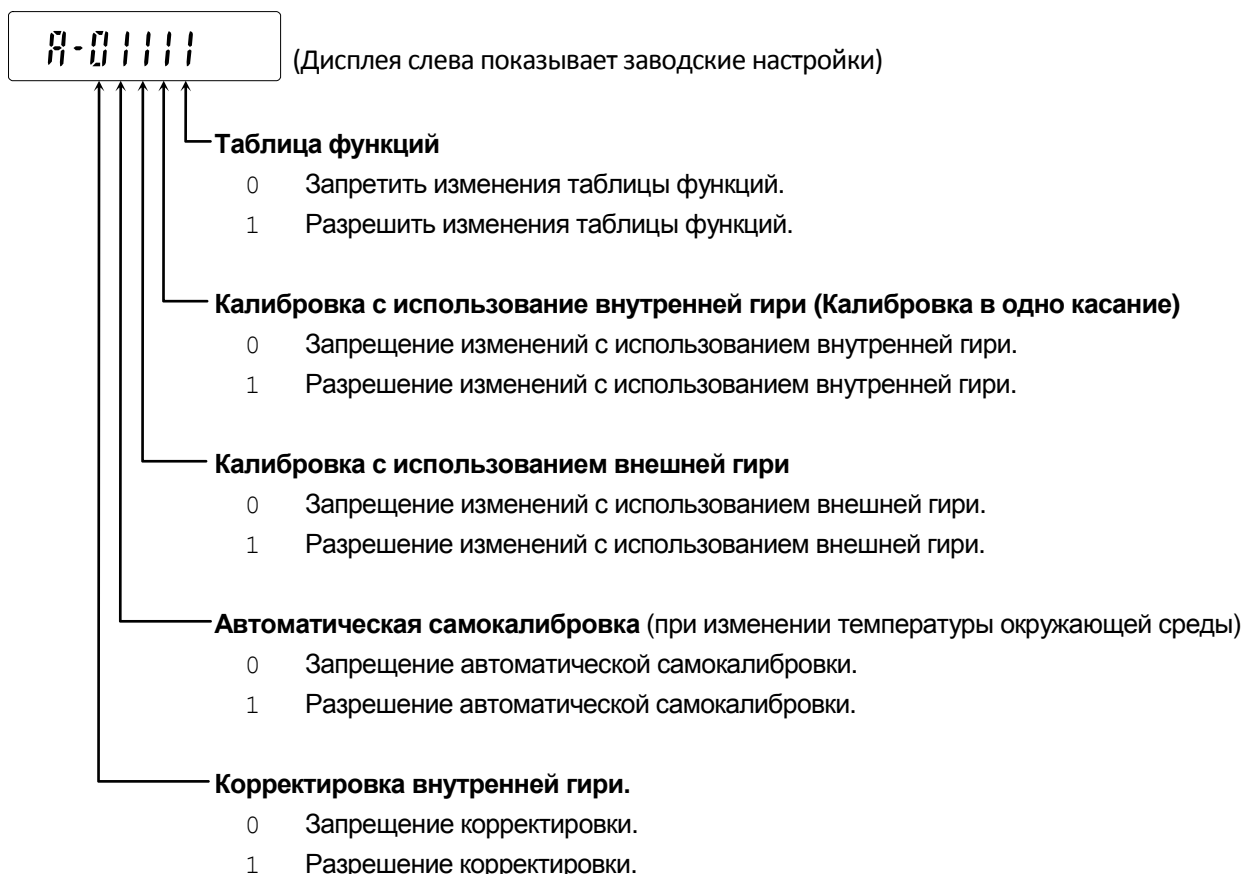 A-01111
(Дисплея слева показывает заводские настройки)
Таблица функций
0 Запретить изменения таблицы функций.
1 Разрешить изменения таблицы функций.
Калибровка с использование внутренней гири (Калибровка в одно касание)
0 Запрещение изменений с использованием внутренней гири.
1 Разрешение изменений с использованием внутренней гири.
Калибровка с использованием внешней гири
0 Запрещение изменений с использованием внешней гири.
1 Разрешение изменений с использованием внешней гири.
Автоматическая самокалибровка (при изменении температуры окружающей среды)
0 Запрещение автоматической самокалибровки.
1 Разрешение автоматической самокалибровки.
Корректировка внутренней гири.
0 Запрещение корректировки.
1 Разрешение корректировки.